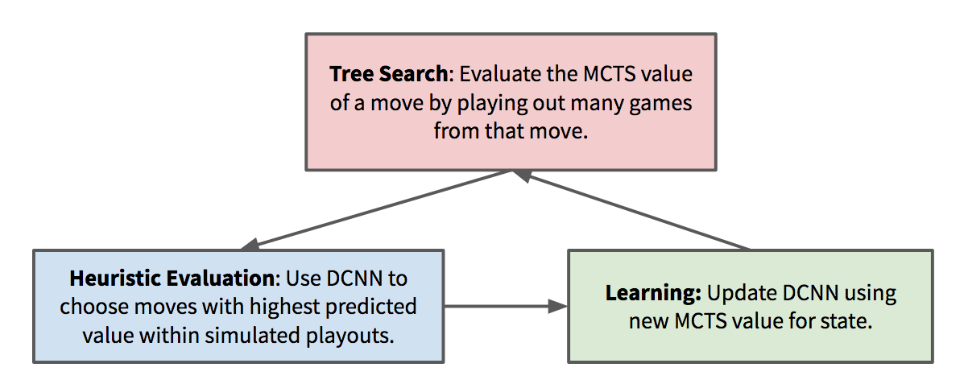 Tree Search: Evaluate the MCTS value
of a move by playing out many games
from that move.
Heuristic Evaluation: Use DCNN to
choose moves with highest predicted
value within simulated playouts.
Learning: Update DCNN using
new MCTS value for state.